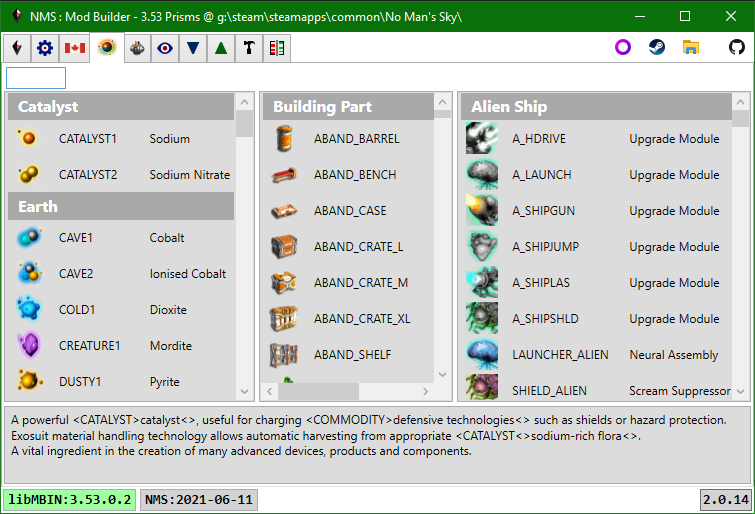 NMS : Mod Builder - 3.53 Prisms @ g:\steam\steamapps\common\No Man's Sky\
Catalyst
CATALYST1 Sodium
CATALYST2 Sodium Nitrate
Earth
CAVE1 Cobalt
CAVE2 Ionised Cobalt
COLD1 Dioxite
CREATURE1 Mordite
DUSTY1 Pyrite
Building Part
ABAND_BARREL
ABAND_BENCH
ABAND_CASE
ABAND_CRATE_L
ABAND_CRATE_M
ABAND_CRATE_XL
ABAND_SHELF
Alien Ship
A_HDRIVE Upgrade Module
A_LAUNCH Upgrade Module
A_SHIPGUN Upgrade Module
A_SHIPJUMP Upgrade Module
A_SHIPLAS Upgrade Module
A_SHIPSHLD Upgrade Module
LAUNCHER_ALIEN Neural Assembly
SHIELD_ALIEN Scream Suppressor
A powerful <CATALYST>catalyst<>, useful for charging <COMMODITY>defensive technologies<> such as shields or hazard protection.
Exosuit material handling technology allows automatic harvesting from appropriate <CATALYST<>sodium-rich flora<>.
A vital ingredient in the creation of many advanced devices, products and components.
libMBIN:3.53.0.2 NMS:2021-06-11 2.0.14